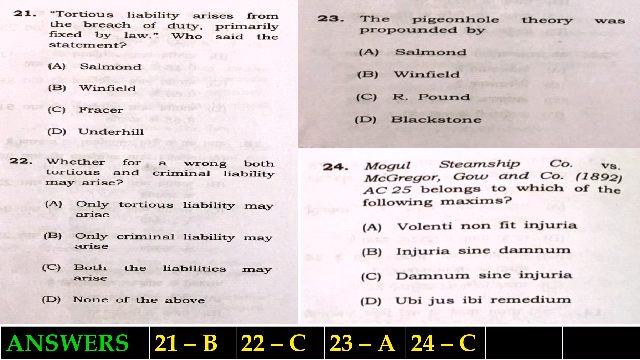 21. "Tortious liability arises from
the breach of duty, primarily
fixed by law." Who said the
statement?
(A) Salmond
(B) Winfield
(C) Fracer
(D) Underhill
22. Whether for a wrong both
tortious and criminal liability
may arise?
(A) Only tortious liability may
arise
(B) Only criminal liability may
arise
(C) Both the liabilities may
arise
(D) None of the above
23. The pigeonhole theory was
propounded by
(A) Salmond
(B) Winfield
(C) R. Pound
(D) Blackstone
24. Mogul Steamship Co. vs.
McGregor, Gow and Co. (1892)
AC 25 belongs to which of the
following maxims?
(A) Volenti non fit injuria
(B) Injuria sine damnum
(C) Damnum sine injuria
(D) Ubi jus ibi remedium
ANSWERS 21 – B 22 – C 23 – A 24 – C